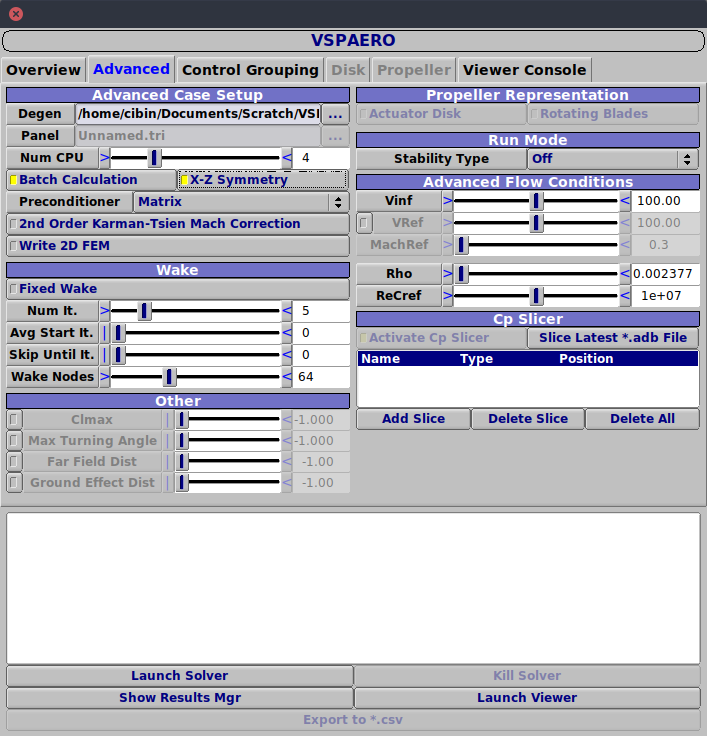 VSPAERO
Overview Advanced Control Grouping Disk Propeller Viewer Console
Advanced Case Setup
Degen /home/cibin/Documents/Scratch/VSI ...
Panel Unnamed.tri ...
Num CPU > < 4
Batch Calculation X-Z Symmetry
Preconditioner Matrix
2nd Order Karman-Tsien Mach Correction
Write 2D FEM
Wake
Fixed Wake
Num It. > < 5
Avg Start It. | < 0
Skip Until It. | < 0
Wake Nodes > < 64
Other
Clmax | < -1.000
Max Turning Angle | < -1.000
Far Field Dist | < -1.00
Ground Effect Dist | < -1.00
Propeller Representation
Actuator Disk Rotating Blades
Run Mode
Stability Type Off
Advanced Flow Conditions
Vinf > < 100.00
VRef > < 100.00
MachRef > < 0.3
Rho > < 0.002377
ReCref > < 1e+07
Cp Slicer
Activate Cp Slicer Slice Latest *.adb File
Name Type Position
Add Slice Delete Slice Delete All
Launch Solver Kill Solver
Show Results Mgr Launch Viewer
Export to *.csv